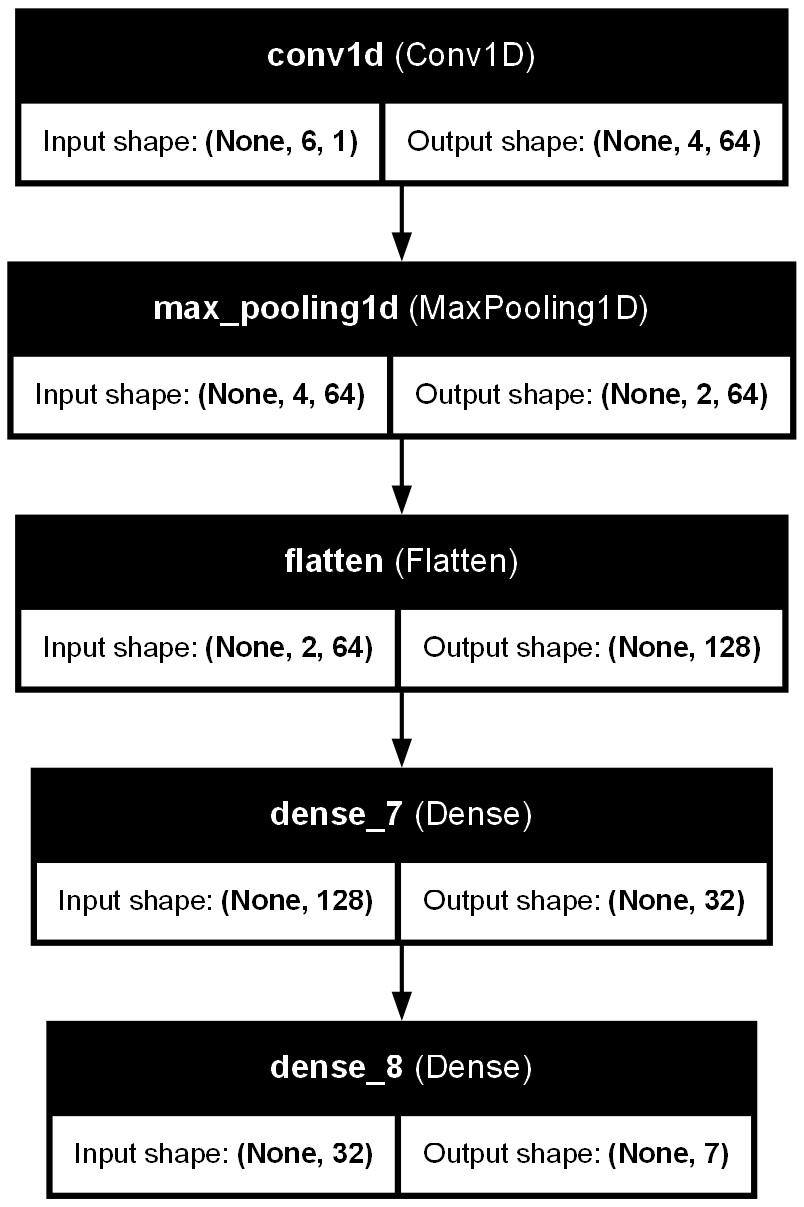 conv1d (Conv1D)
Input shape: (None, 6, 1) Output shape: (None, 4, 64)
max_pooling1d (MaxPooling1D)
Input shape: (None, 4, 64) Output shape: (None, 2, 64)
flatten (Flatten)
Input shape: (None, 2, 64) Output shape: (None, 128)
dense_7 (Dense)
Input shape: (None, 128) Output shape: (None, 32)
dense_8 (Dense)
Input shape: (None, 32) Output shape: (None, 7)